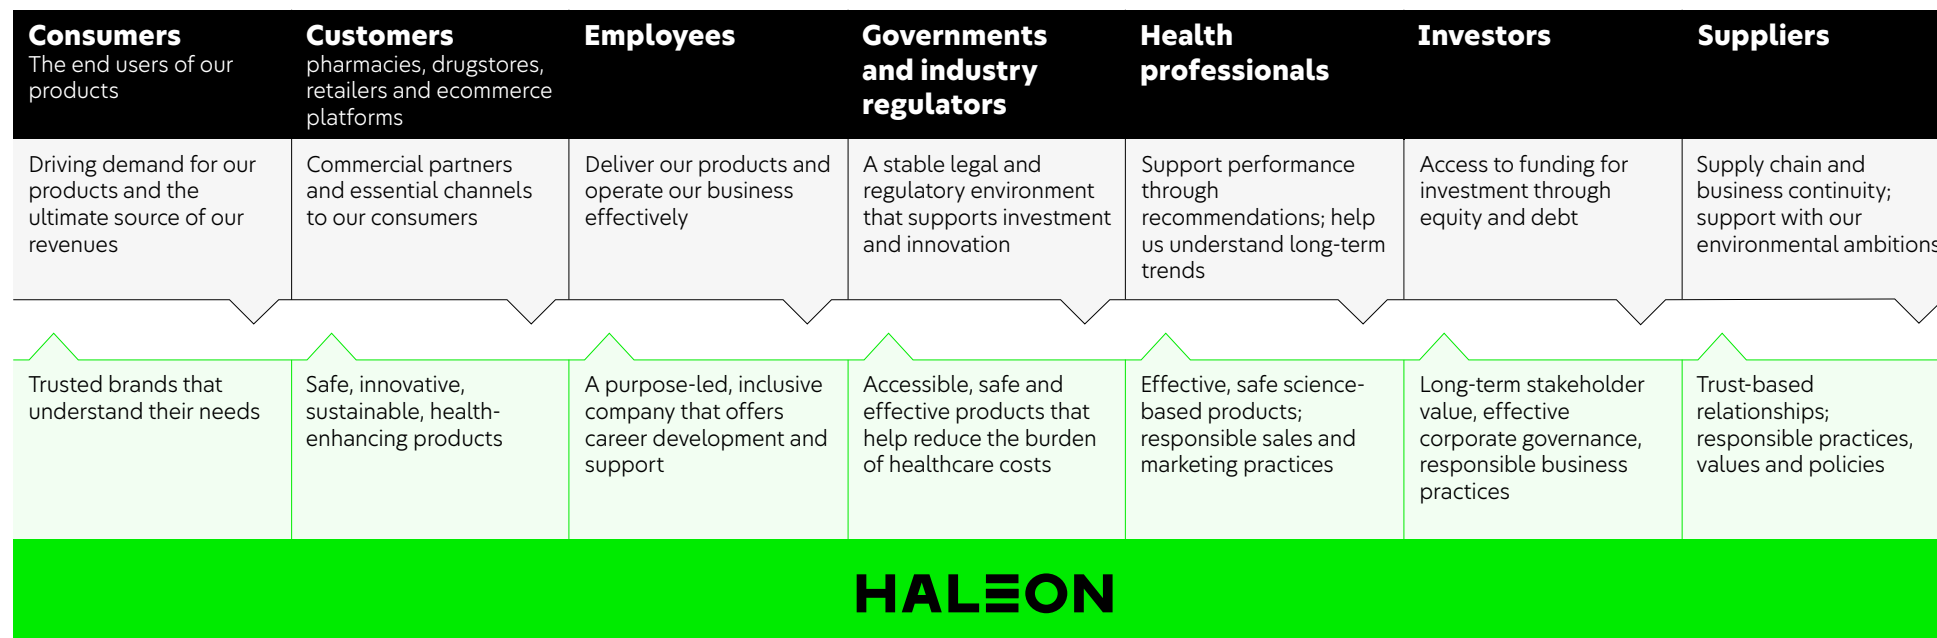 Consumers
The end users of our
products
Customers
pharmacies, drugstores,
retailers and ecommerce
platforms
Employees
Governments
and industry
regulators
Health
professionals
Investors
Suppliers
Driving demand for our
products and the
ultimate source of our
revenues
Commercial partners
and essential channels
to our consumers
Deliver our products and
operate our business
effectively
A stable legal and
regulatory environment
that supports investment
and innovation
Support performance
through
recommendations; help
us understand long-term
trends
Access to funding for
investment through
equity and debt
Supply chain and
business continuity;
support with our
environmental ambitions
Trusted brands that
understand their needs
Safe, innovative,
sustainable, health-
enhancing products
A purpose-led, inclusive
company that offers
career development and
support
Accessible, safe and
effective products that
help reduce the burden
of healthcare costs
Effective, safe science-
based products;
responsible sales and
marketing practices
Long-term stakeholder
value, effective
corporate governance,
responsible business
practices
Trust-based
relationships;
responsible practices,
values and policies
HALEON